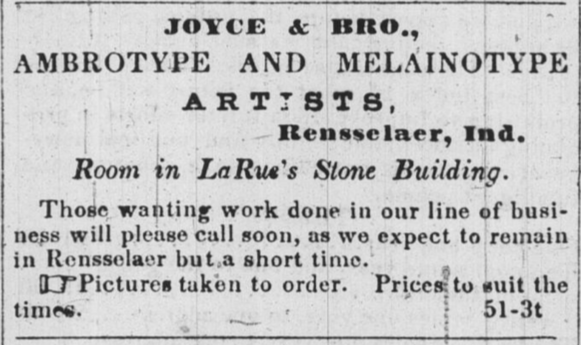 JOYCE & BRO.,
AMBROTYPE AND MELAINOTYPE
ARTISTS,
Rensselaer, Ind.
Room in LaRue's Stone Building.
Those wanting work done in our line of busi-
ness will please call soon, as we expect to remain
in Rensselaer but a short time.
☞Pictures taken to order. Prices to suit the
times. 51-3t